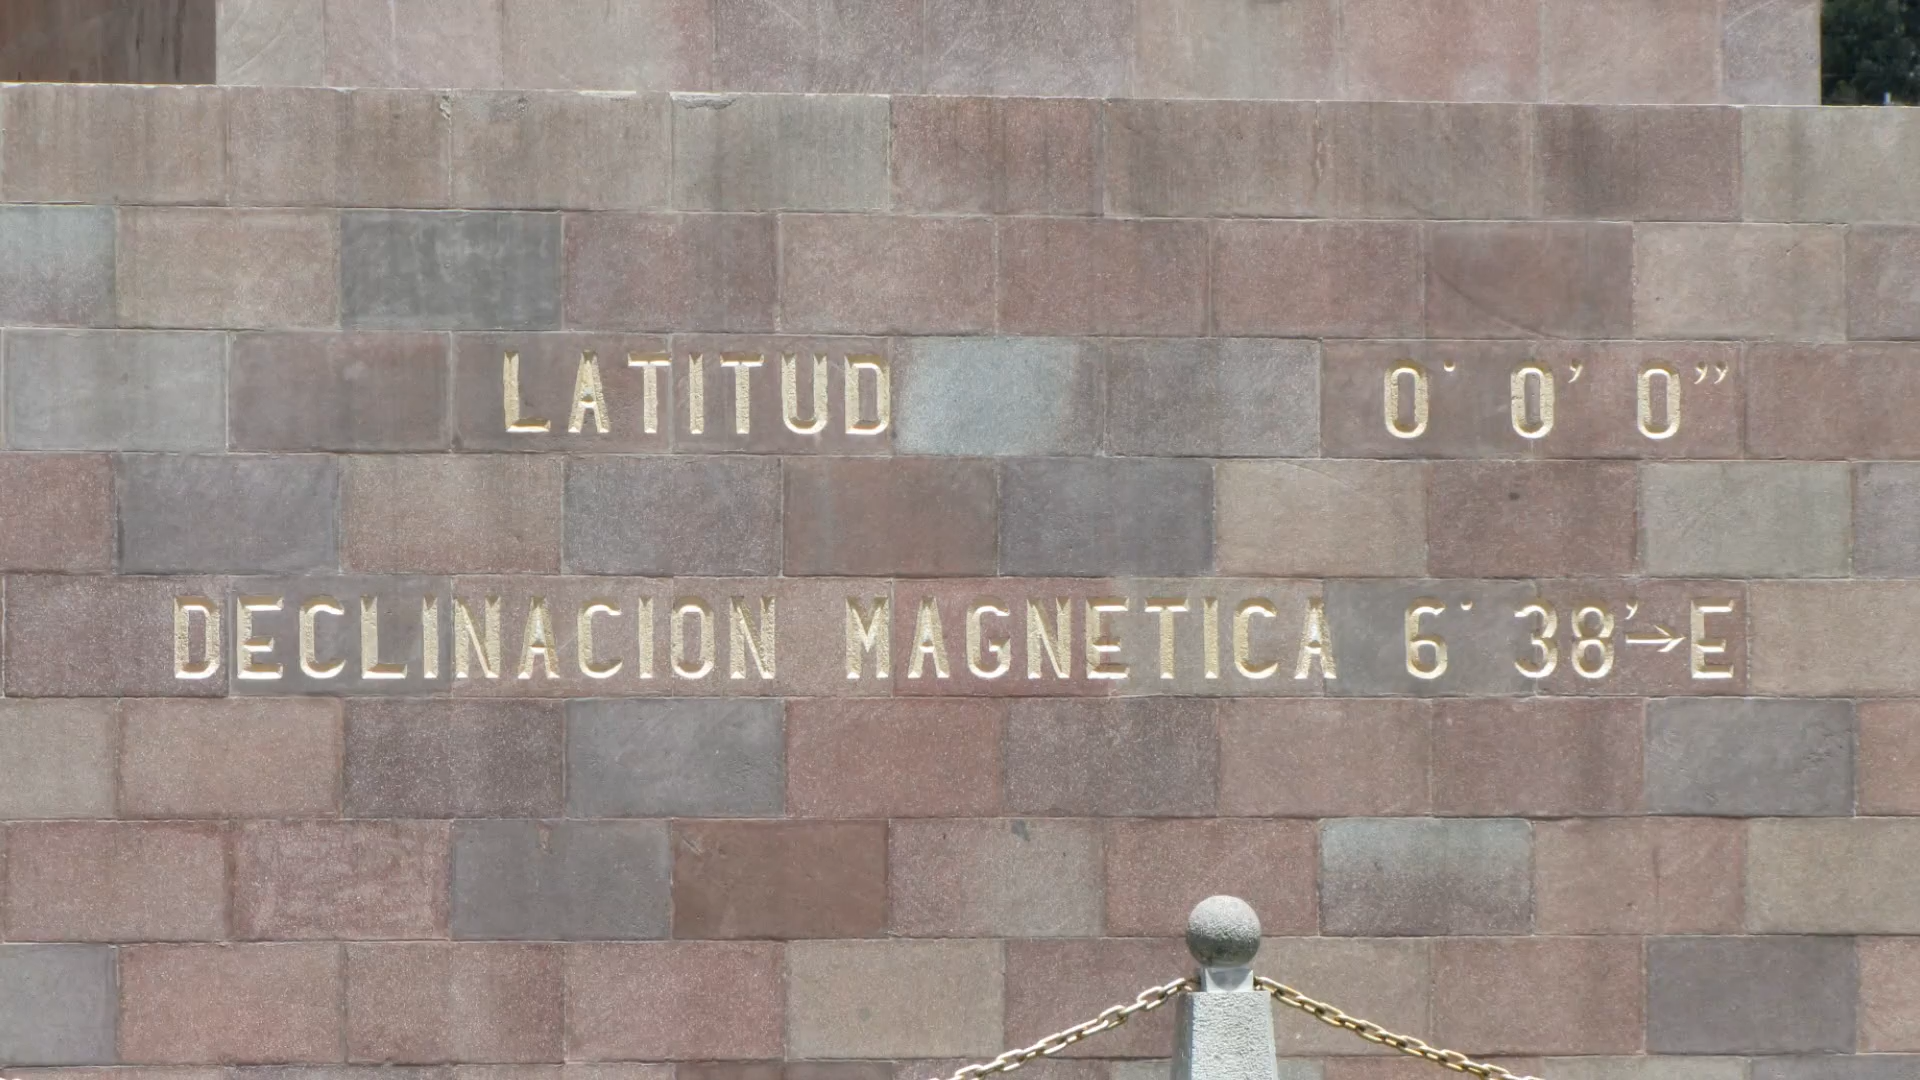 LATITUD 0° 0' 0''
DECLINACION MAGNETICA 6° 38' → E